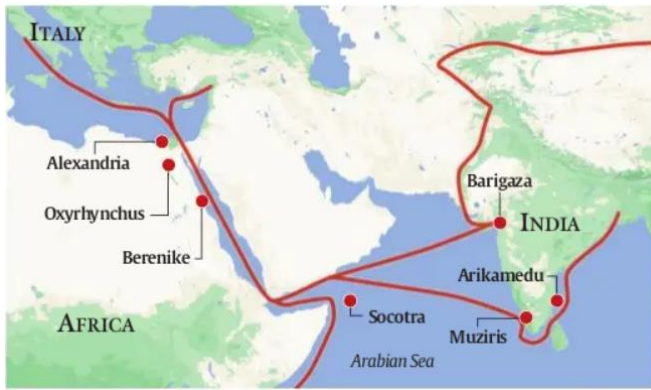 ITALY
Alexandria
Oxyrhynchus
Berenike
AFRICA
Barigaza
INDIA
Arikamedu
Socotra
Muziris
Arabian Sea